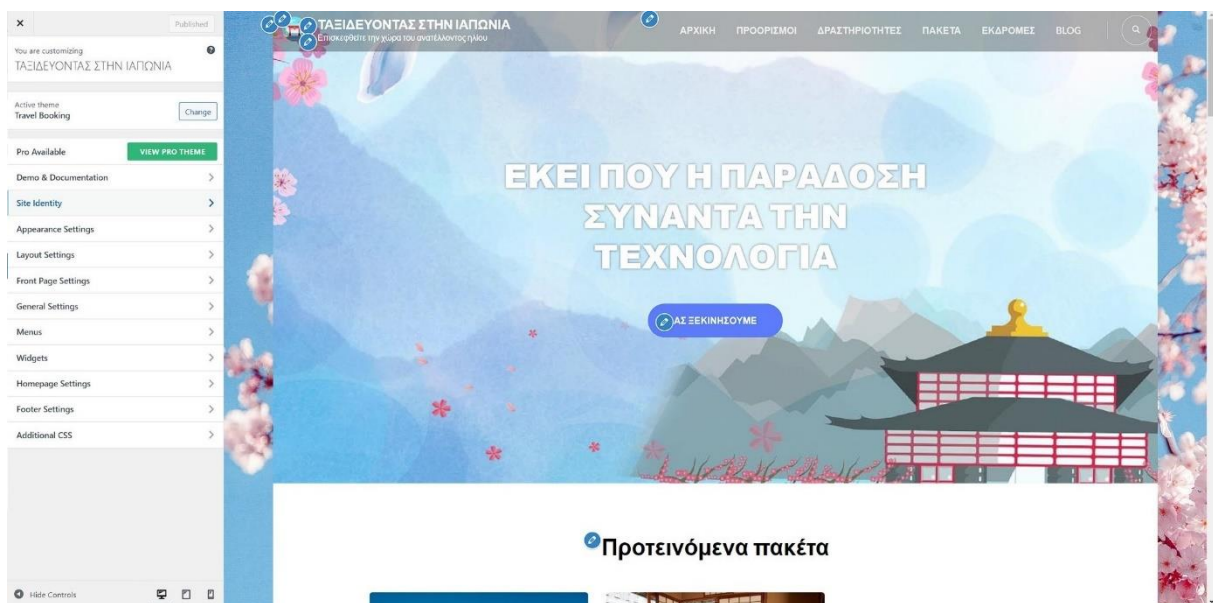 Published
You are customizing
ΤΑΞΙΔΕΥΟΝΤΑΣ ΣΤΗΝ ΙΑΠΩΝΙΑ
Active theme
Travel Booking
Change
Pro Available
VIEW PRO THEME
Demo & Documentation
Site Identity
Appearance Settings
Layout Settings
Front Page Settings
General Settings
Menus
Widgets
Homepage Settings
Footer Settings
Additional CSS
Hide Controls
ΤΑΞΙΔΕΥΟΝΤΑΣ ΣΤΗΝ ΙΑΠΩΝΙΑ
Επισκεφθείτε την χώρα του ανατέλλοντος ηλίου
ΑΡΧΙΚΗ ΠΡΟΟΡΙΣΜΟΙ ΔΡΑΣΤΗΡΙΟΤΗΤΕΣ ΠΑΚΕΤΑ ΕΚΔΡΟΜΕΣ BLOG
ΕΚΕΙ ΠΟΥ Η ΠΑΡΑΔΟΣΗ
ΣΥΝΑΝΤΑ ΤΗΝ
ΤΕΧΝΟΛΟΓΙΑ
ΑΣ ΞΕΚΙΝΗΣΟΥΜΕ
Προτεινόμενα πακέτα